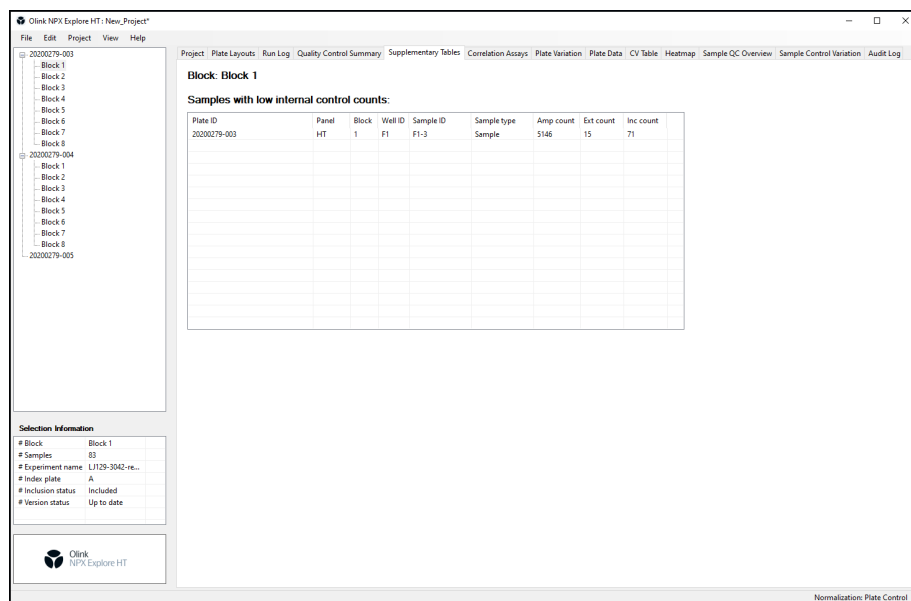 Olink NPX Explore HT : New_Project*
File Edit Project View Help
20200279-003
Block 1
Block 2
Block 3
Block 4
Block 5
Block 6
Block 7
Block 8
20200279-004
Block 1
Block 2
Block 3
Block 4
Block 5
Block 6
Block 7
Block 8
20200279-005
Selection Information
# Block Block 1
# Samples 83
# Experiment name LJ129-3042-re...
# Index plate A
# Inclusion status Included
# Version status Up to date
Olink
NPX Explore HT
Project Plate Layouts Run Log Quality Control Summary Supplementary Tables Correlation Assays Plate Variation Plate Data CV Table Heatmap Sample QC Overview Sample Control Variation Audit Log
Block: Block 1
Samples with low internal control counts:
Plate ID Panel Block Well ID Sample ID Sample type Amp count Ext count Inc count
20200279-003 HT 1 F1 F1-3 Sample 5146 15 71
Normalization: Plate Control